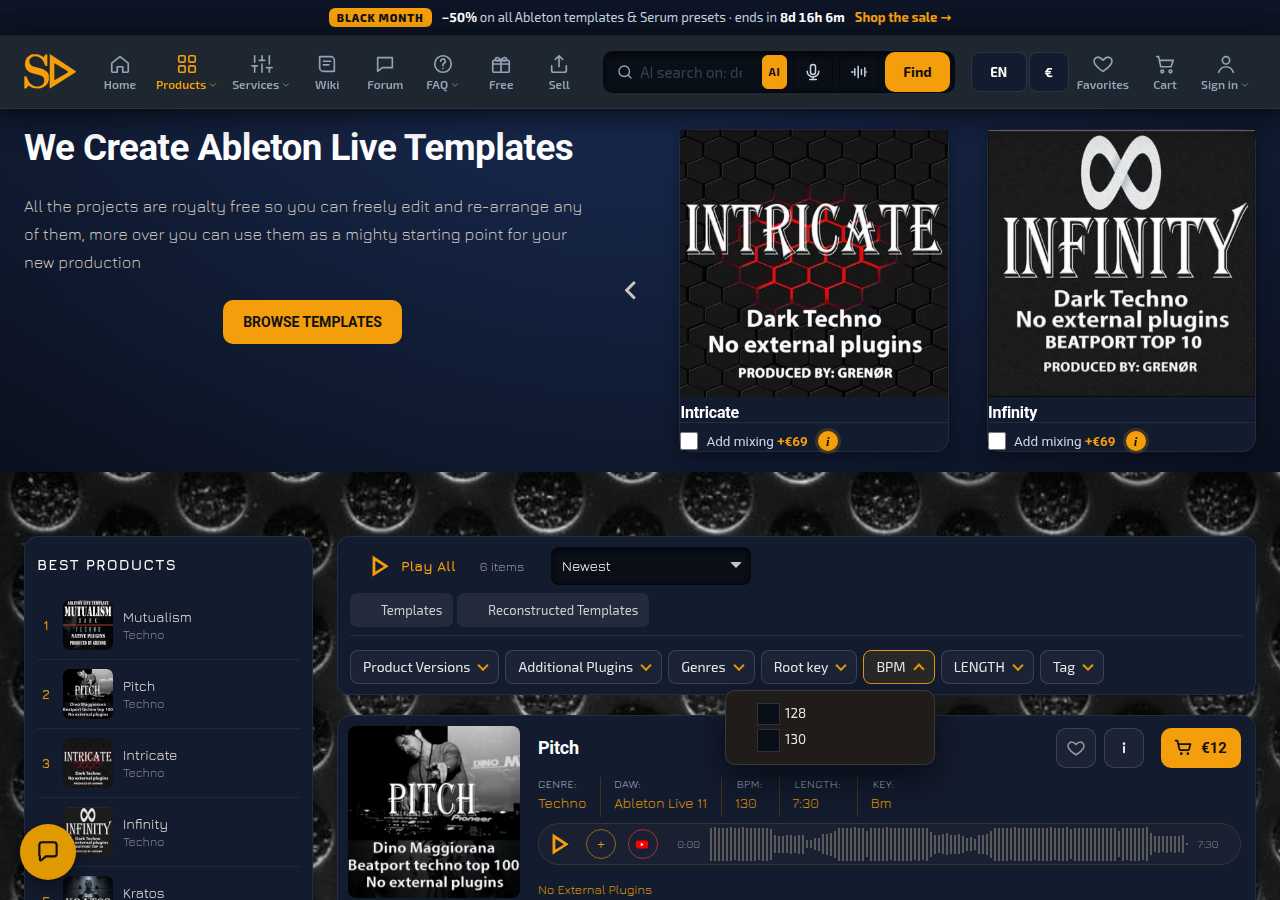 BLACK MONTH −50% on all Ableton templates & Serum presets · ends in 8d 16h 6m Shop the sale →
Home Products Services Wiki Forum FAQ Free Sell
AI search on: dr AI Find EN € Favorites Cart Sign in
We Create Ableton Live Templates
All the projects are royalty free so you can freely edit and re-arrange any
of them, more over you can use them as a mighty starting point for your
new production
BROWSE TEMPLATES
INTRICATE
Dark Techno
No external plugins
PRODUCED BY: GRENØR
Intricate
Add mixing +€69 i
INFINITY
Dark Techno
No external plugins
BEATPORT TOP 10
PRODUCED BY: GRENØR
Infinity
Add mixing +€69 i
BEST PRODUCTS
1 Mutualism
Techno
2 Pitch
Techno
3 Intricate
Techno
Infinity
Techno
Kratos
Play All 6 items Newest
Templates Reconstructed Templates
Product Versions Additional Plugins Genres Root key BPM LENGTH Tag
128
130
PITCH
Dino Maggiorana
Beatport techno top 100
No external plugins
Pitch
i €12
GENRE: DAW: BPM: LENGTH: KEY:
Techno Ableton Live 11 130 7:30 Bm
+ 0:00 7:30
No External Plugins